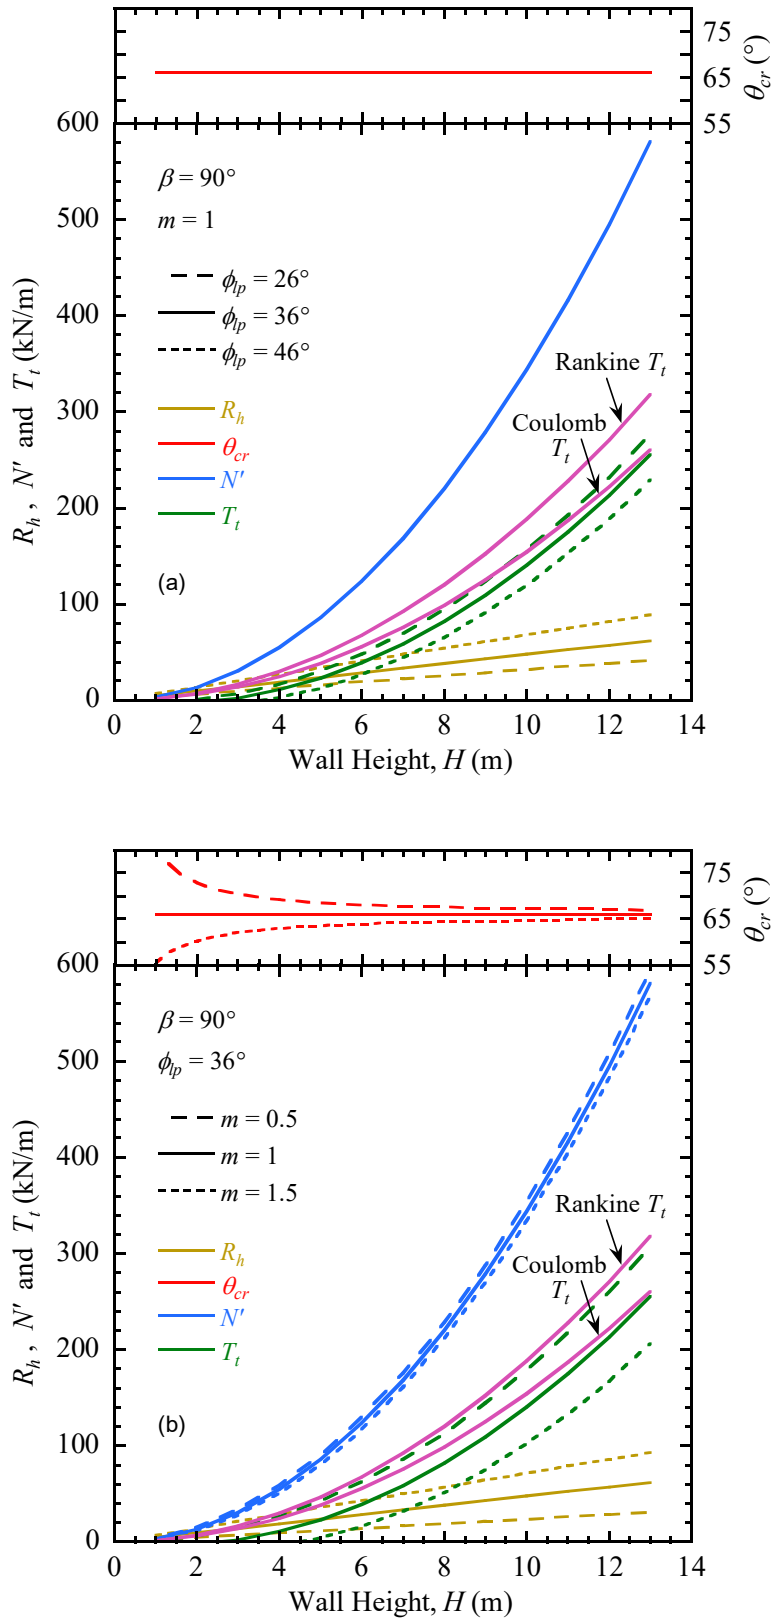 75
65
55
θcr (°)
600
500
400
300
200
100
0
Rh , N′ and Tt (kN/m)
β = 90°
m = 1
ϕlp = 26°
ϕlp = 36°
ϕlp = 46°
Rh
θcr
N′
Tt
Rankine Tt
Coulomb
Tt
(a)
0 2 4 6 8 10 12 14
Wall Height, H (m)
75
65
55
θcr (°)
600
500
400
300
200
100
0
Rh , N′ and Tt (kN/m)
β = 90°
ϕlp = 36°
m = 0.5
m = 1
m = 1.5
Rh
θcr
N′
Tt
Rankine Tt
Coulomb
Tt
(b)
0 2 4 6 8 10 12 14
Wall Height, H (m)